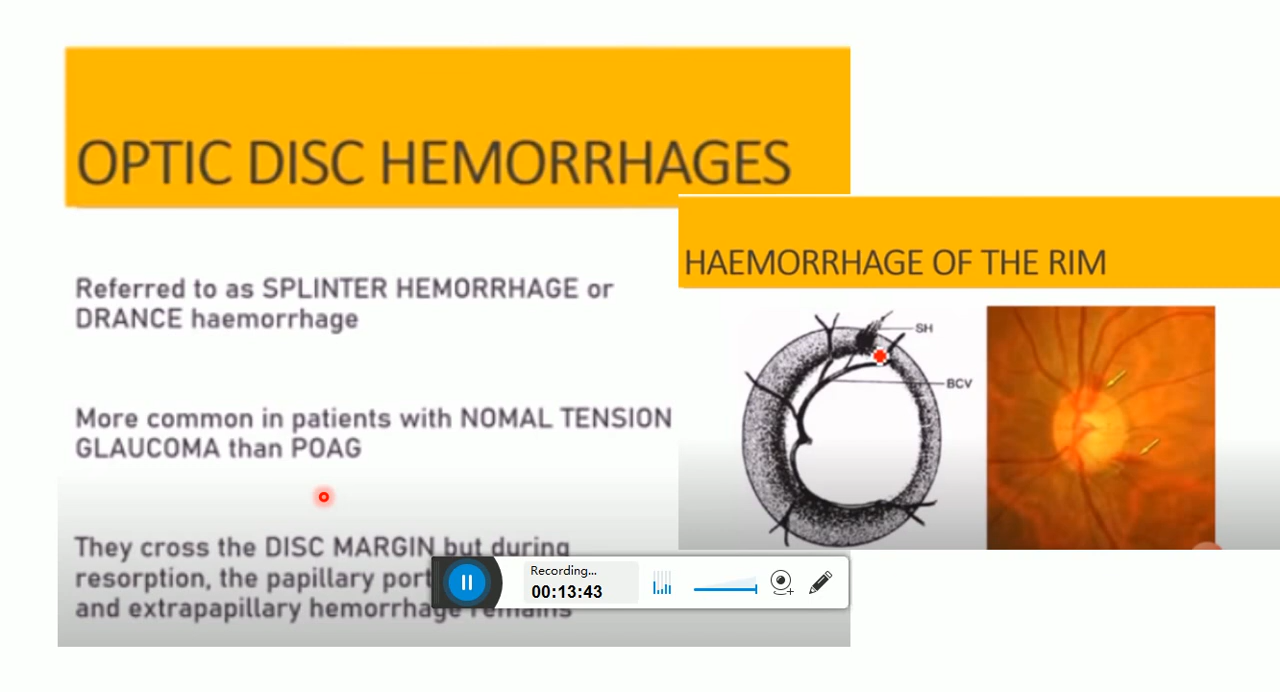 OPTIC DISC HEMORRHAGES
Referred to as SPLINTER HEMORRHAGE or
DRANCE haemorrhage
More common in patients with NOMAL TENSION
GLAUCOMA than POAG
They cross the DISC MARGIN but during
resorption, the papillary port
and extrapapillary hemorrhage remains
HAEMORRHAGE OF THE RIM
SH
BCV
Recording...
00:13:43